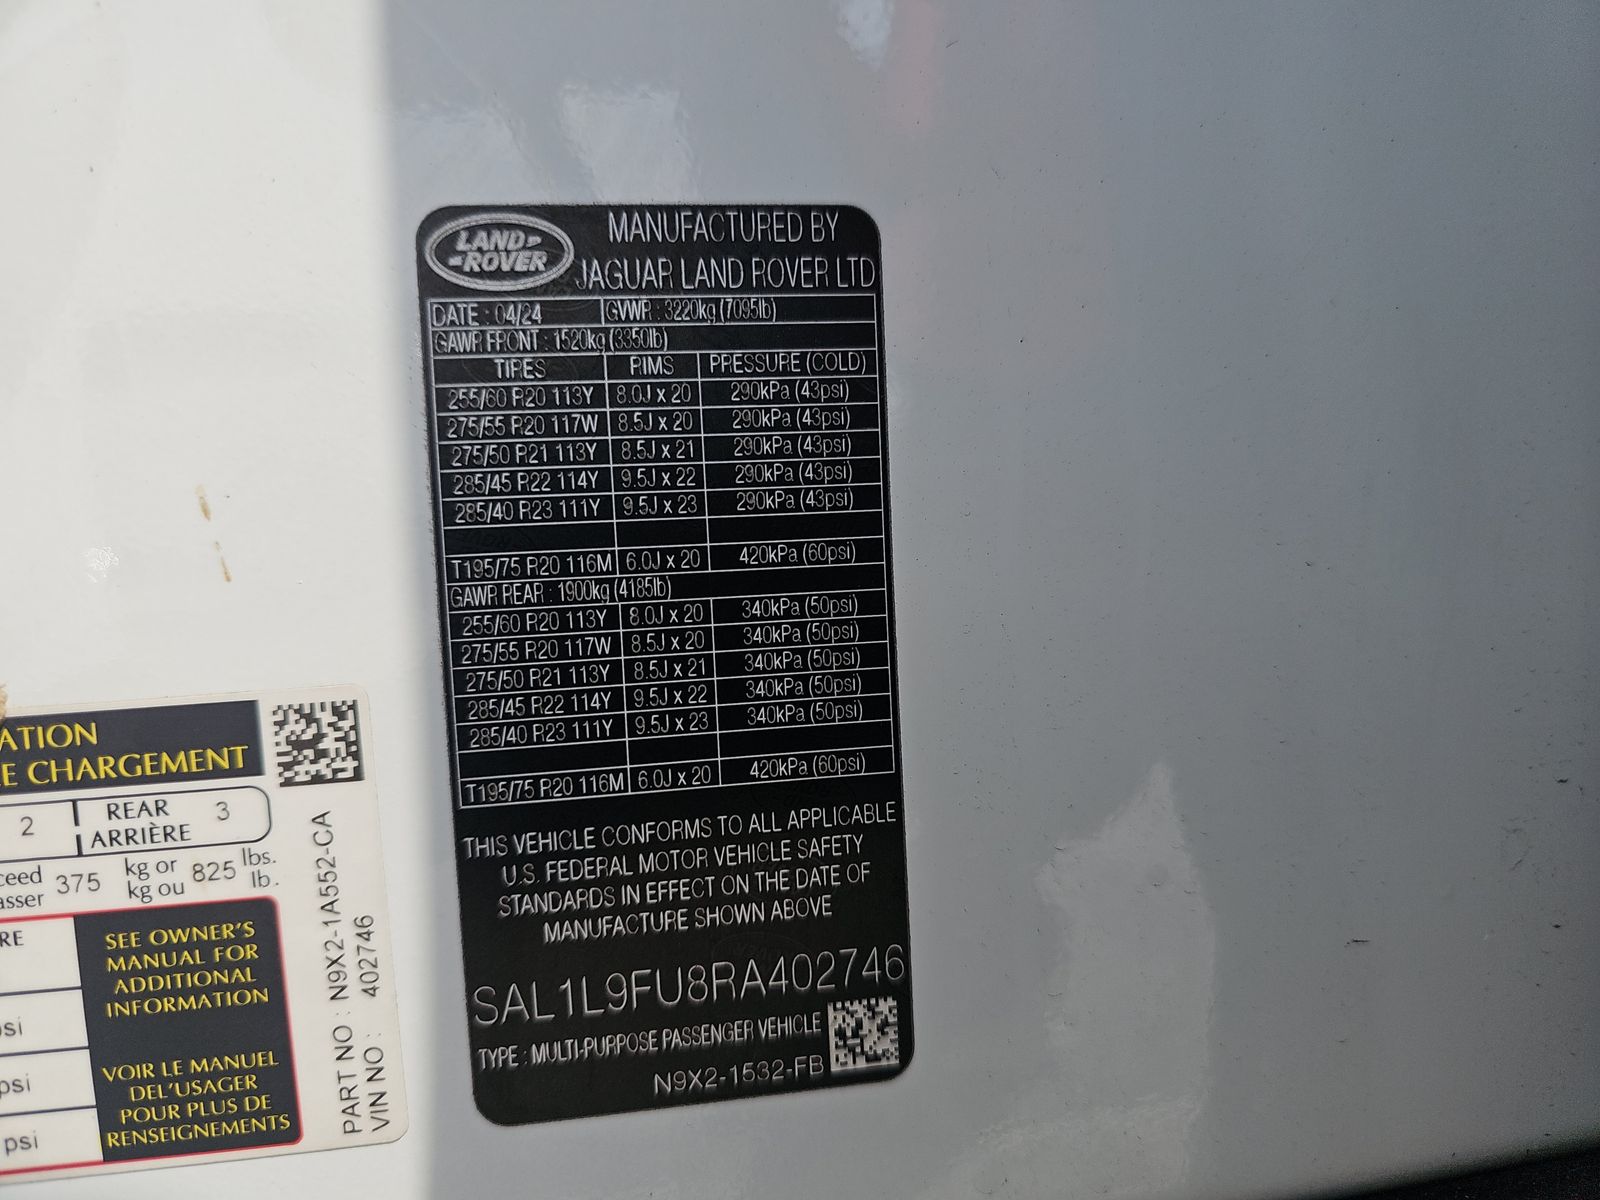 LAND
ROVER
MANUFACTURED BY
JAGUAR LAND ROVER LTD
DATE : 04/24 GVWR : 3220kg (7095lb)
GAWR FRONT : 1520kg (3350lb)
TIRES RIMS PRESSURE (COLD)
255/60 R20 113Y 8.0J x 20 290kPa (43psi)
275/55 R20 117W 8.5J x 20 290kPa (43psi)
275/50 R21 113Y 8.5J x 21 290kPa (43psi)
285/45 R22 114Y 9.5J x 22 290kPa (43psi)
285/40 R23 111Y 9.5J x 23 290kPa (43psi)
T195/75 R20 116M 6.0J x 20 420kPa (60psi)
GAWR REAR : 1900kg (4185lb)
255/60 R20 113Y 8.0J x 20 340kPa (50psi)
275/55 R20 117W 8.5J x 20 340kPa (50psi)
275/50 R21 113Y 8.5J x 21 340kPa (50psi)
285/45 R22 114Y 9.5J x 22 340kPa (50psi)
285/40 R23 111Y 9.5J x 23 340kPa (50psi)
T195/75 R20 116M 6.0J x 20 420kPa (60psi)
THIS VEHICLE CONFORMS TO ALL APPLICABLE
U.S. FEDERAL MOTOR VEHICLE SAFETY
STANDARDS IN EFFECT ON THE DATE OF
MANUFACTURE SHOWN ABOVE
SAL1L9FU8RA402746
TYPE : MULTI-PURPOSE PASSENGER VEHICLE
N9X2-1532-FB
ATION
E CHARGEMENT
2 REAR 3
ARRIÈRE
ceed 375 kg or 825 lbs.
asser kg ou lb.
RE
psi
psi
psi
SEE OWNER'S
MANUAL FOR
ADDITIONAL
INFORMATION
VOIR LE MANUEL
DEL'USAGER
POUR PLUS DE
RENSEIGNEMENTS
PART NO : N9X2-1A552-CA
VIN NO : 402746